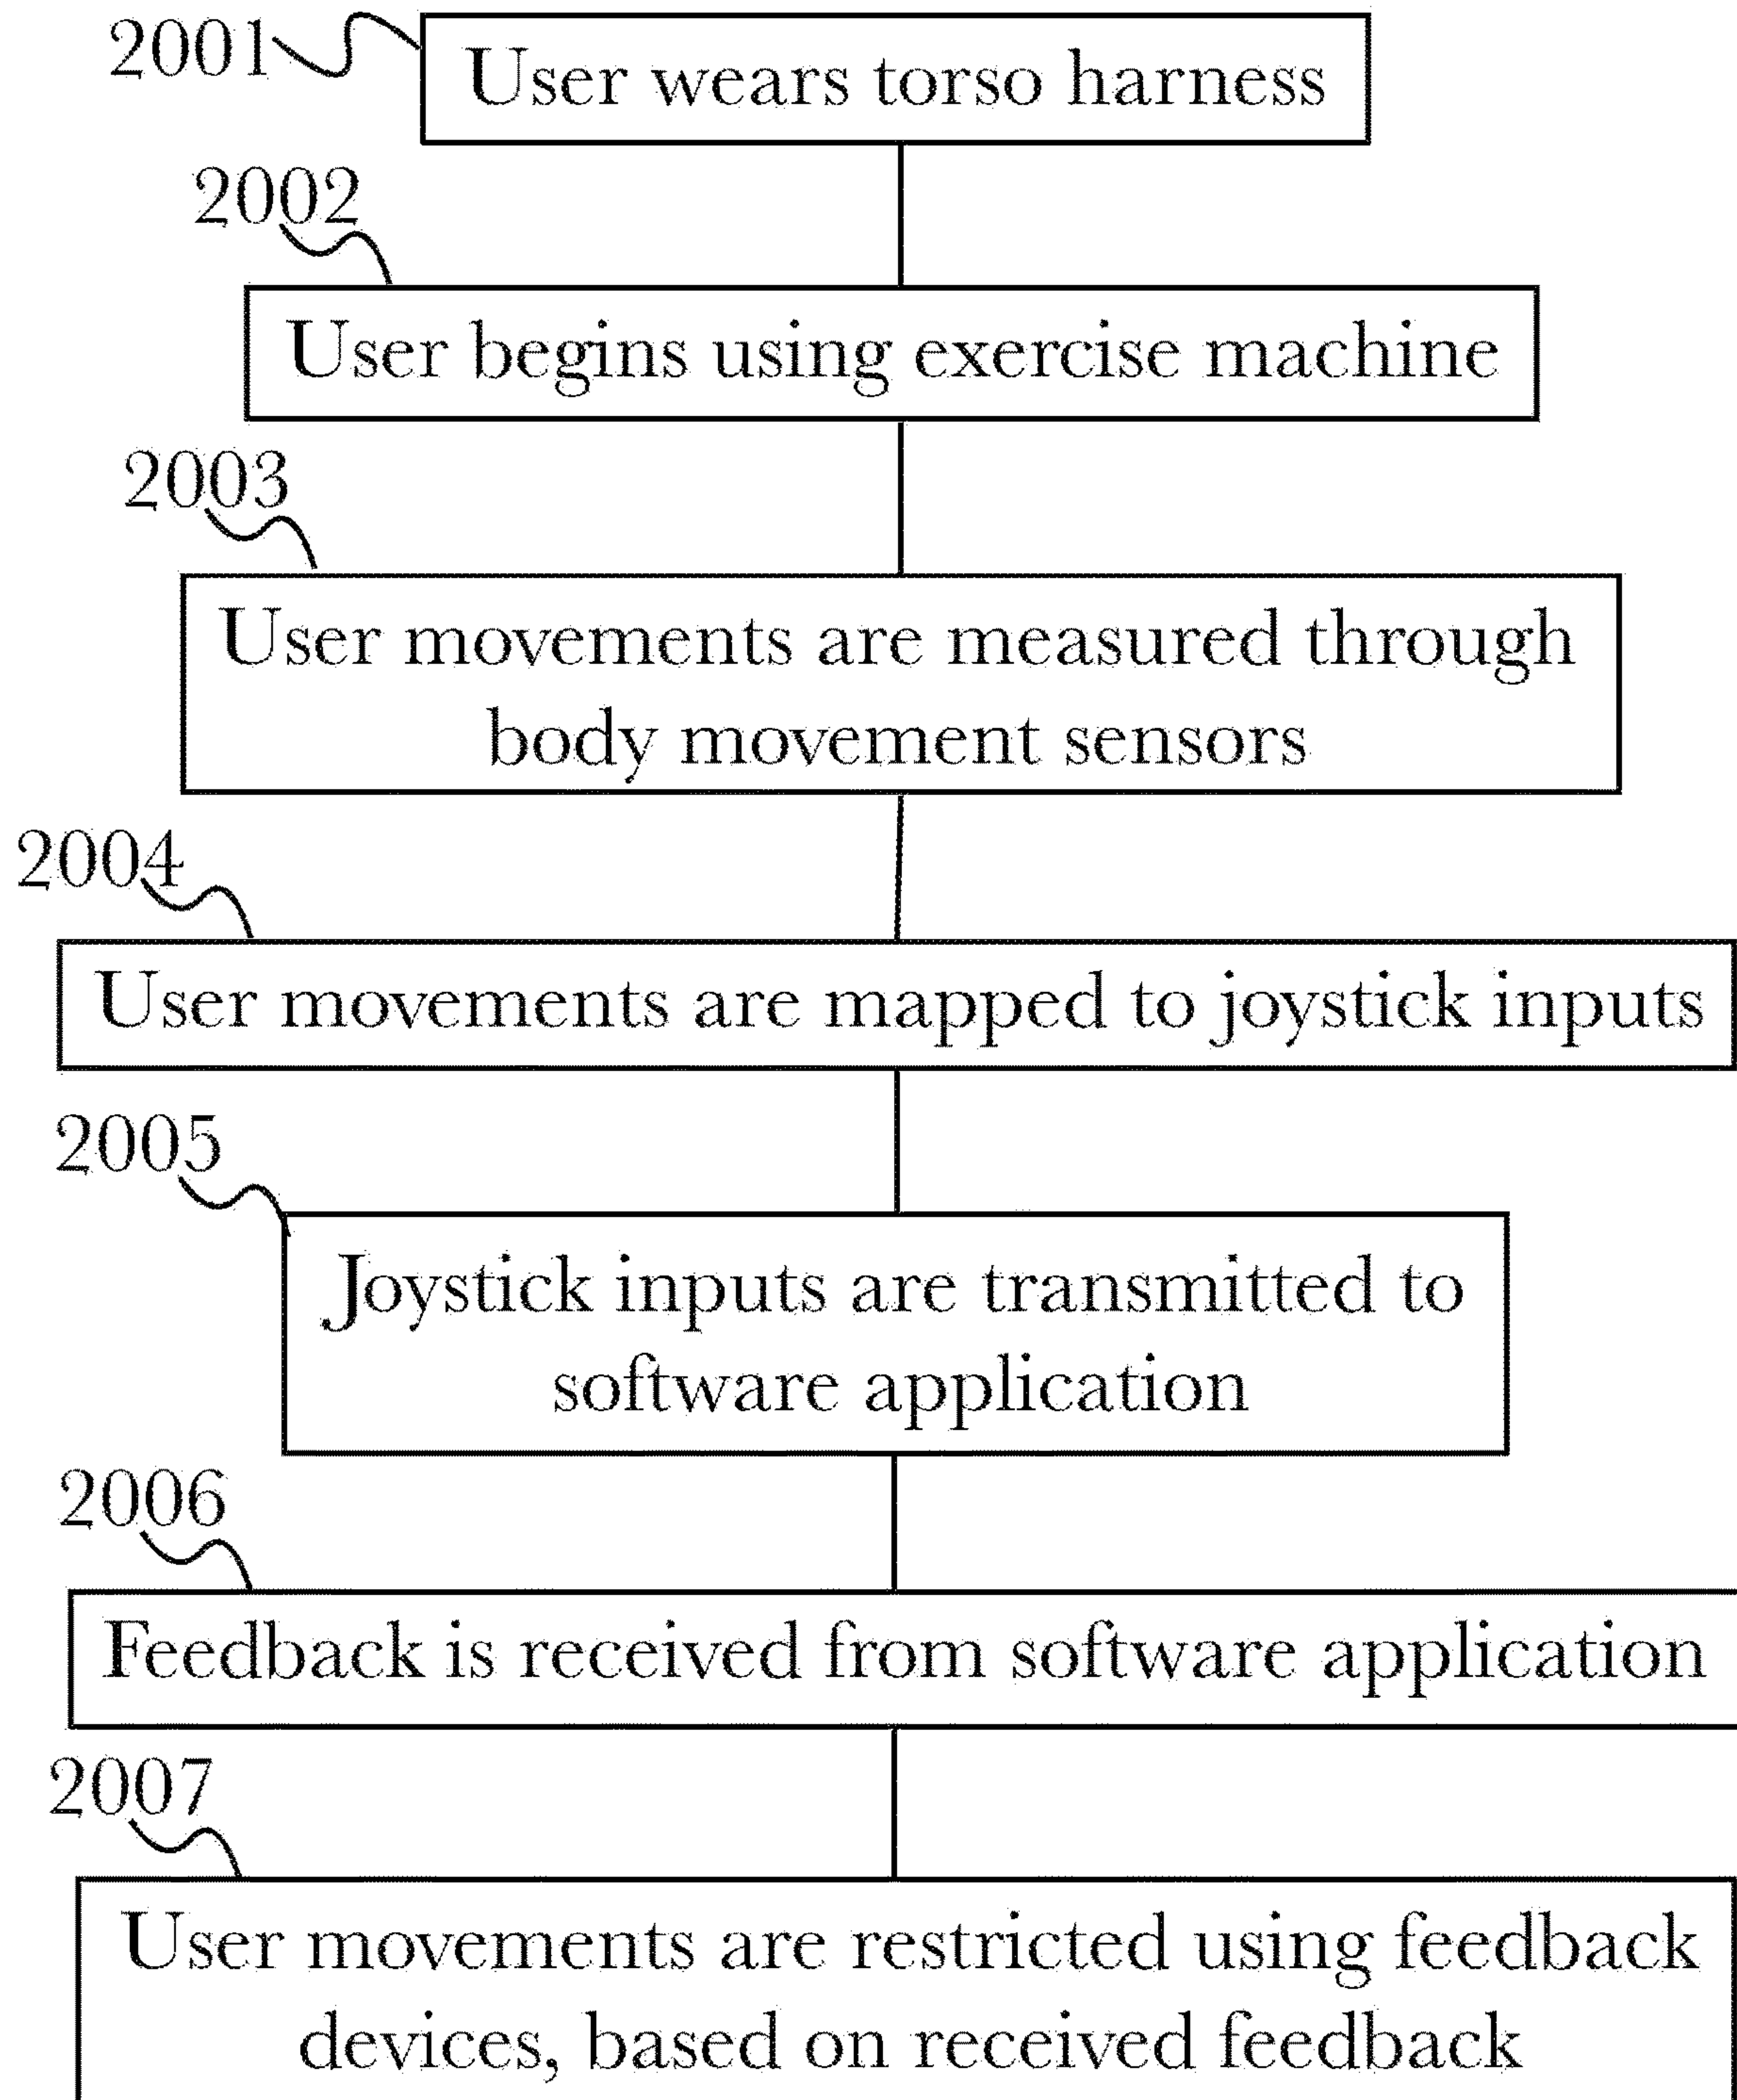 2001
User wears torso harness
2002
User begins using exercise machine
2003
User movements are measured through
body movement sensors
2004
User movements are mapped to joystick inputs
2005
Joystick inputs are transmitted to
software application
2006
Feedback is received from software application
2007
User movements are restricted using feedback
devices, based on received feedback